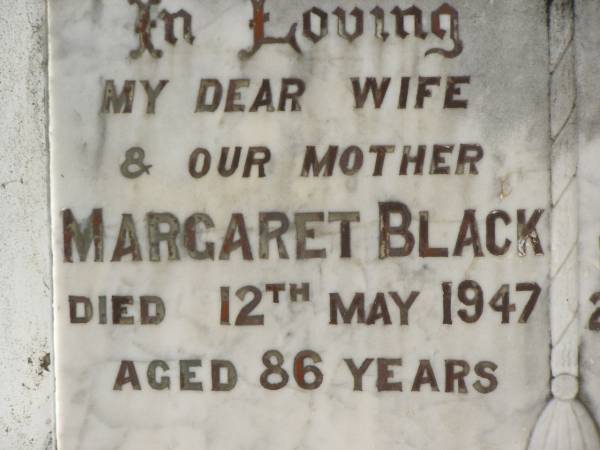 In Loving
MY DEAR WIFE
& OUR MOTHER
MARGARET BLACK
DIED 12TH MAY 1947
AGED 86 YEARS